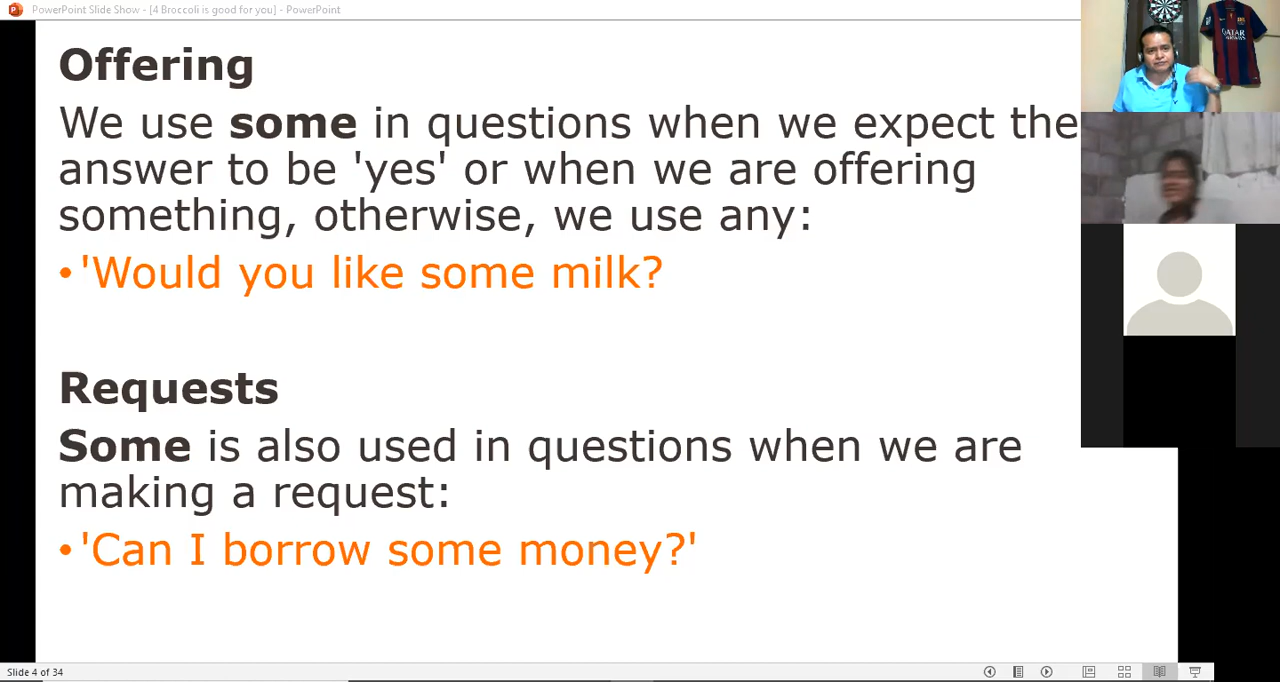 PowerPoint Slide Show - [4 Broccoli is good for you] - PowerPoint
Offering
We use some in questions when we expect the
answer to be 'yes' or when we are offering
something, otherwise, we use any:
•'Would you like some milk?
Requests
Some is also used in questions when we are
making a request:
•'Can I borrow some money?'
QATAR
Slide 4 of 34